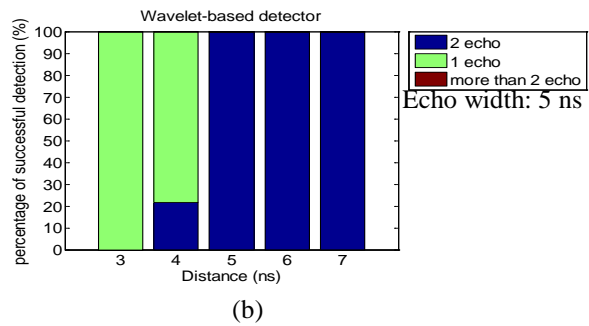 Wavelet-based detector
percentage of successful detection (%)
100
90
80
70
60
50
40
30
20
10
0
3 4 5 6 7
Distance (ns)
2 echo
1 echo
more than 2 echo
Echo width: 5 ns
(b)